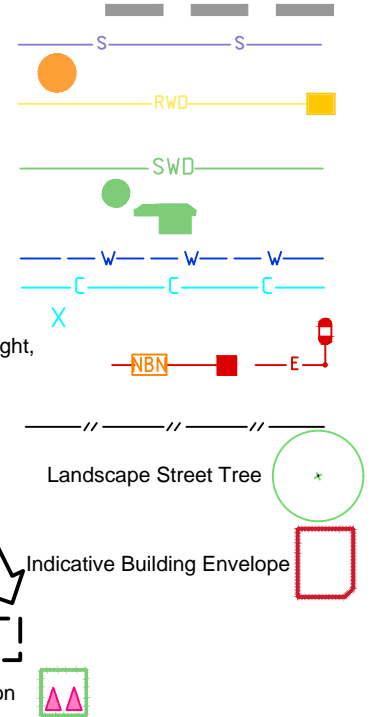 S S
RWD
SWD
W W W
C C C
X
ght,
NBN E
// // //
Landscape Street Tree
Indicative Building Envelope
on